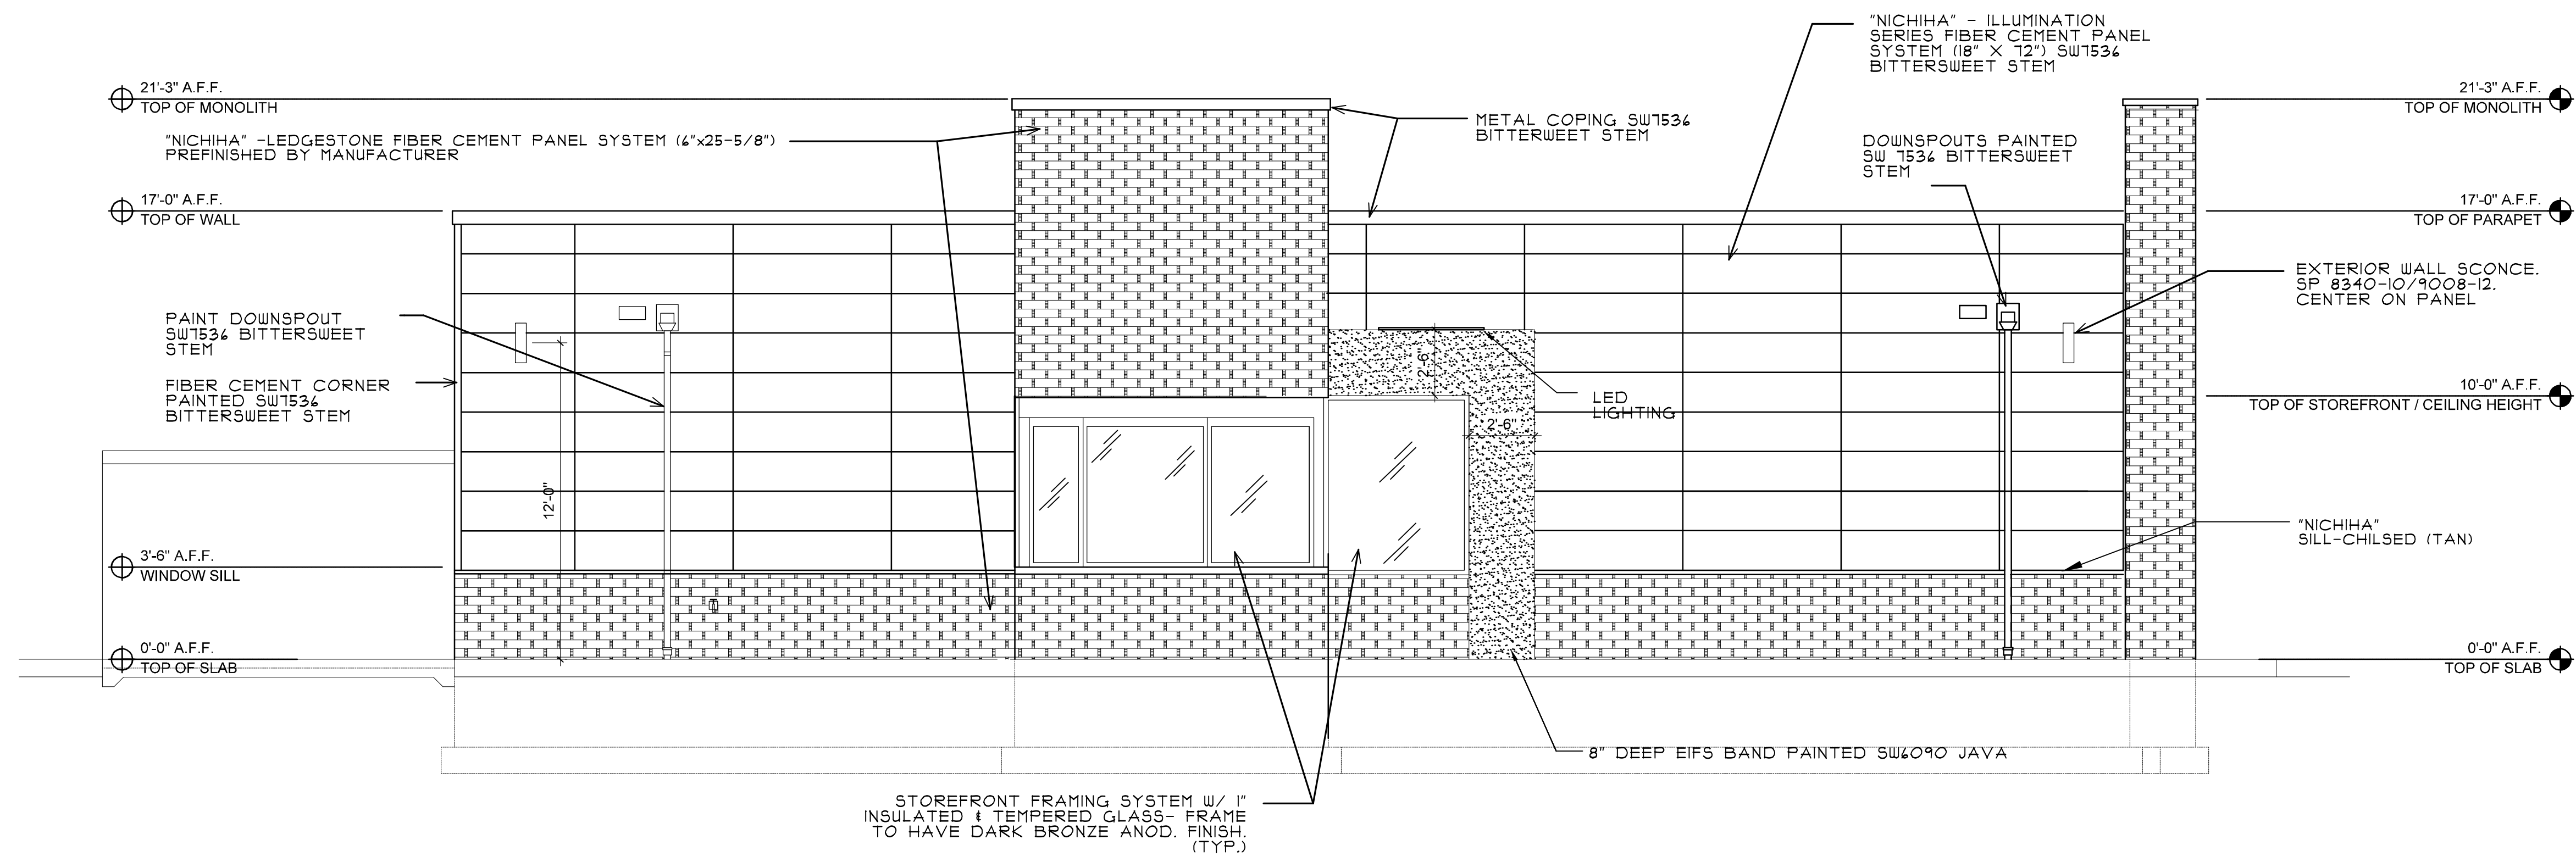 "NICHIHA" - ILLUMINATION
SERIES FIBER CEMENT PANEL
SYSTEM (18" X 72") SW7536
BITTERSWEET STEM
21'-3" A.F.F.
TOP OF MONOLITH
21'-3" A.F.F.
TOP OF MONOLITH
"NICHIHA" -LEDGESTONE FIBER CEMENT PANEL SYSTEM (6"x25-5/8")
PREFINISHED BY MANUFACTURER
METAL COPING SW7536
BITTERWEET STEM
DOWNSPOUTS PAINTED
SW 7536 BITTERSWEET
STEM
17'-0" A.F.F.
TOP OF WALL
17'-0" A.F.F.
TOP OF PARAPET
EXTERIOR WALL SCONCE.
SP 8340-10/9008-12.
CENTER ON PANEL
PAINT DOWNSPOUT
SW7536 BITTERSWEET
STEM
FIBER CEMENT CORNER
PAINTED SW7536
BITTERSWEET STEM
2'-6"
LED
LIGHTING
10'-0" A.F.F.
TOP OF STOREFRONT / CEILING HEIGHT
2'-6"
12'-0"
"NICHIHA"
SILL-CHILSED (TAN)
3'-6" A.F.F.
WINDOW SILL
0'-0" A.F.F.
TOP OF SLAB
0'-0" A.F.F.
TOP OF SLAB
8" DEEP EIFS BAND PAINTED SW6090 JAVA
STOREFRONT FRAMING SYSTEM W/ 1"
INSULATED & TEMPERED GLASS- FRAME
TO HAVE DARK BRONZE ANOD. FINISH.
(TYP.)